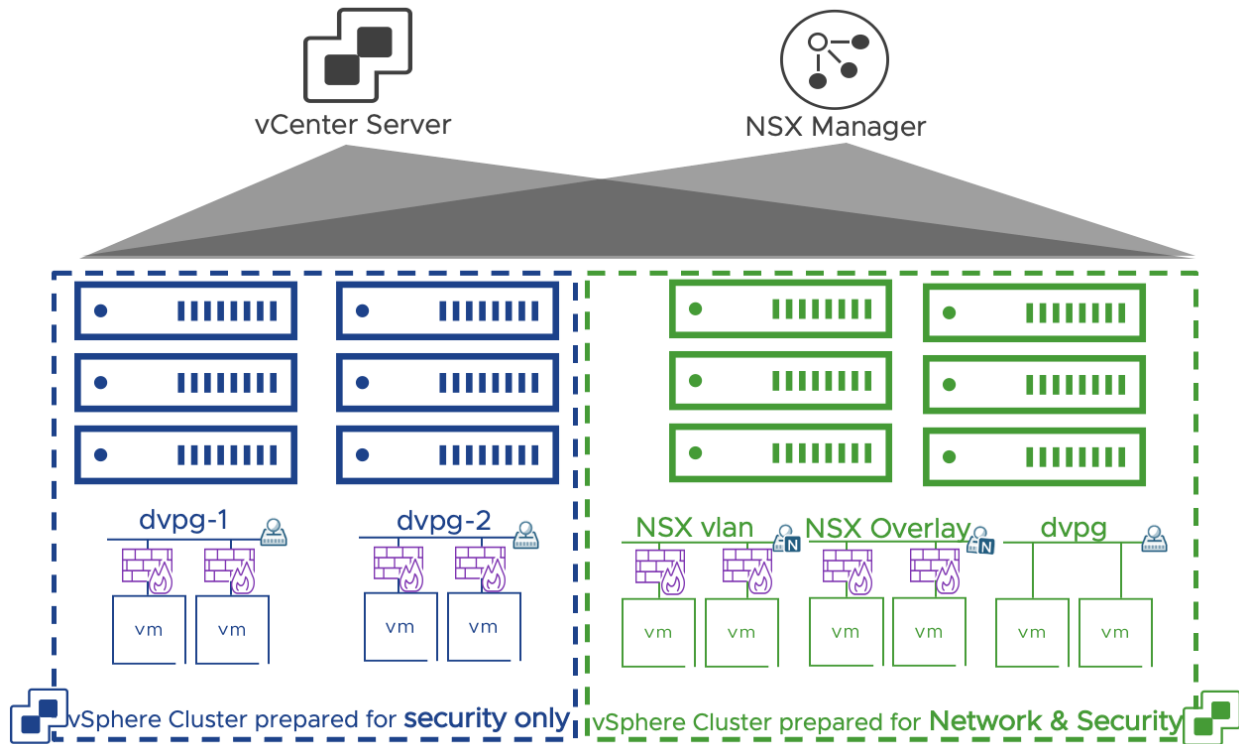 vCenter Server
NSX Manager
dvpg-1
dvpg-2
NSX vlan
N
NSX Overlay
N
dvpg
vm
vm
vm
vm
vm
vm
vm
vm
vm
vm
vSphere Cluster prepared for security only
vSphere Cluster prepared for Network & Security